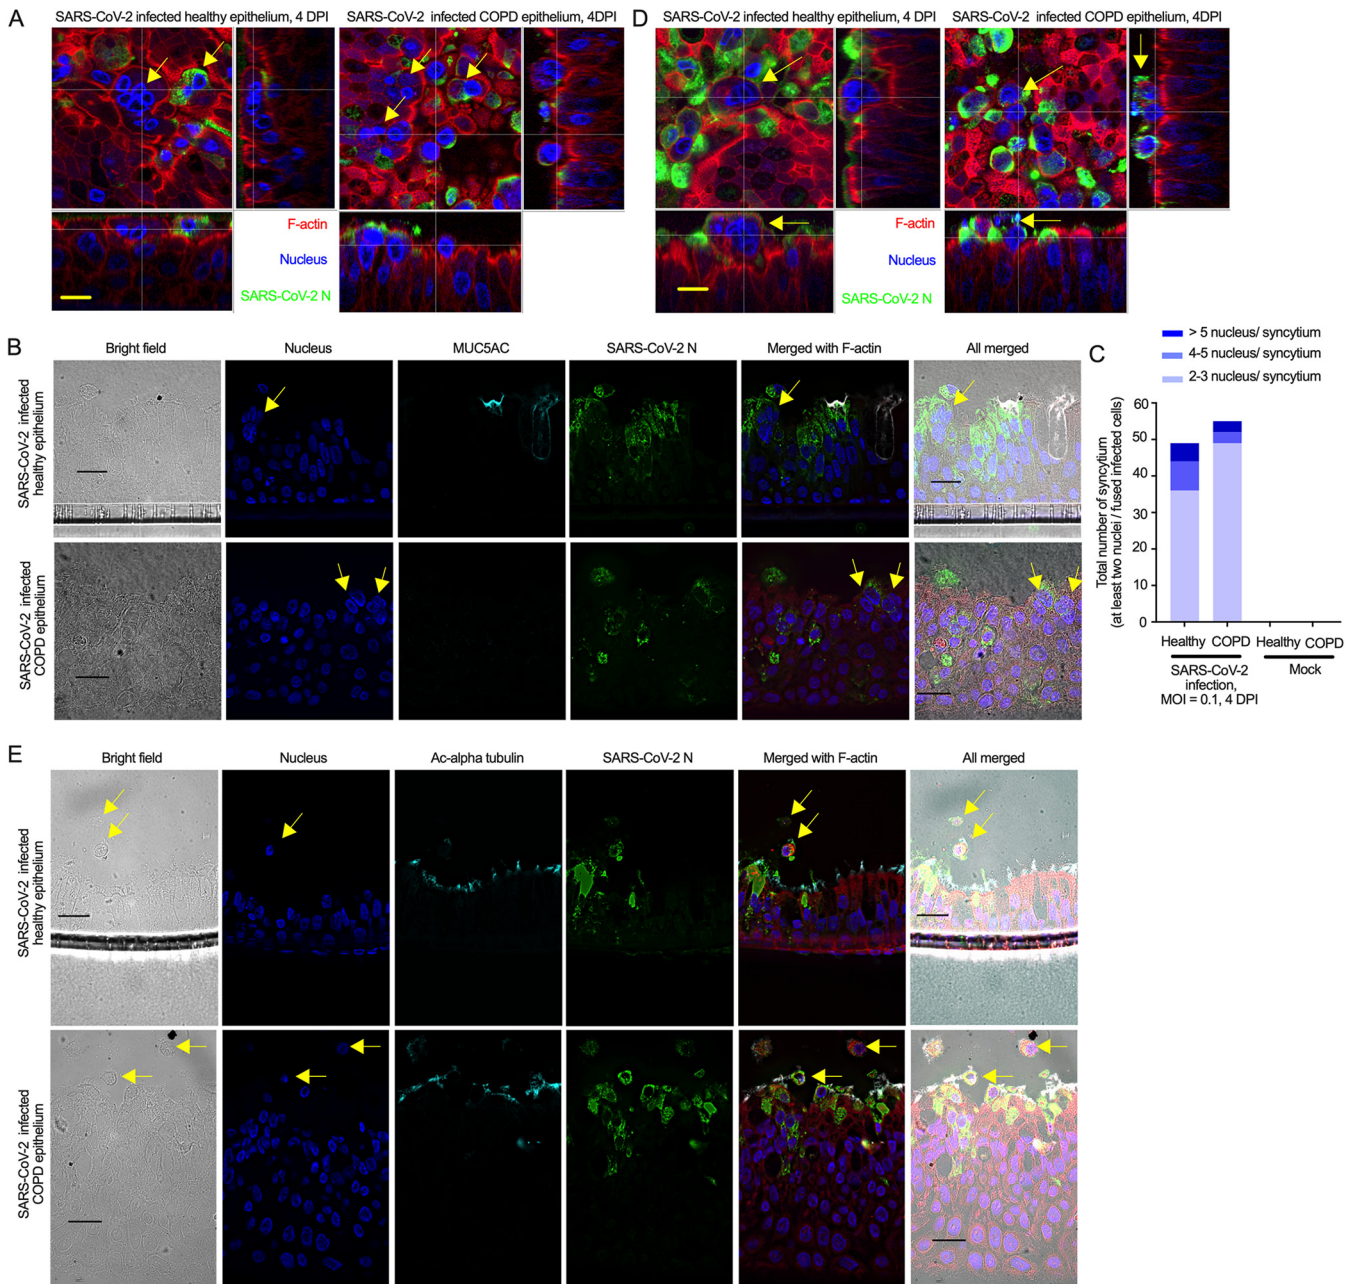 A
SARS-CoV-2 infected healthy epithelium, 4 DPI
SARS-CoV-2 infected COPD epithelium, 4DPI
F-actin
Nucleus
SARS-CoV-2 N
D
SARS-CoV-2 infected healthy epithelium, 4 DPI
SARS-CoV-2 infected COPD epithelium, 4DPI
F-actin
Nucleus
SARS-CoV-2 N
B
Bright field
Nucleus
MUC5AC
SARS-CoV-2 N
Merged with F-actin
All merged
SARS-CoV-2 infected
healthy epithelium
SARS-CoV-2 infected
COPD epithelium
C
> 5 nucleus/ syncytium
4-5 nucleus/ syncytium
2-3 nucleus/ syncytium
Total number of syncytium
(at least two nuclei / fused infected cells)
60
50
40
30
20
10
0
Healthy COPD
Healthy COPD
SARS-CoV-2
infection,
MOI = 0.1, 4 DPI
Mock
E
Bright field
Nucleus
Ac-alpha tubulin
SARS-CoV-2 N
Merged with F-actin
All merged
SARS-CoV-2 infected
healthy epithelium
SARS-CoV-2 infected
COPD epithelium